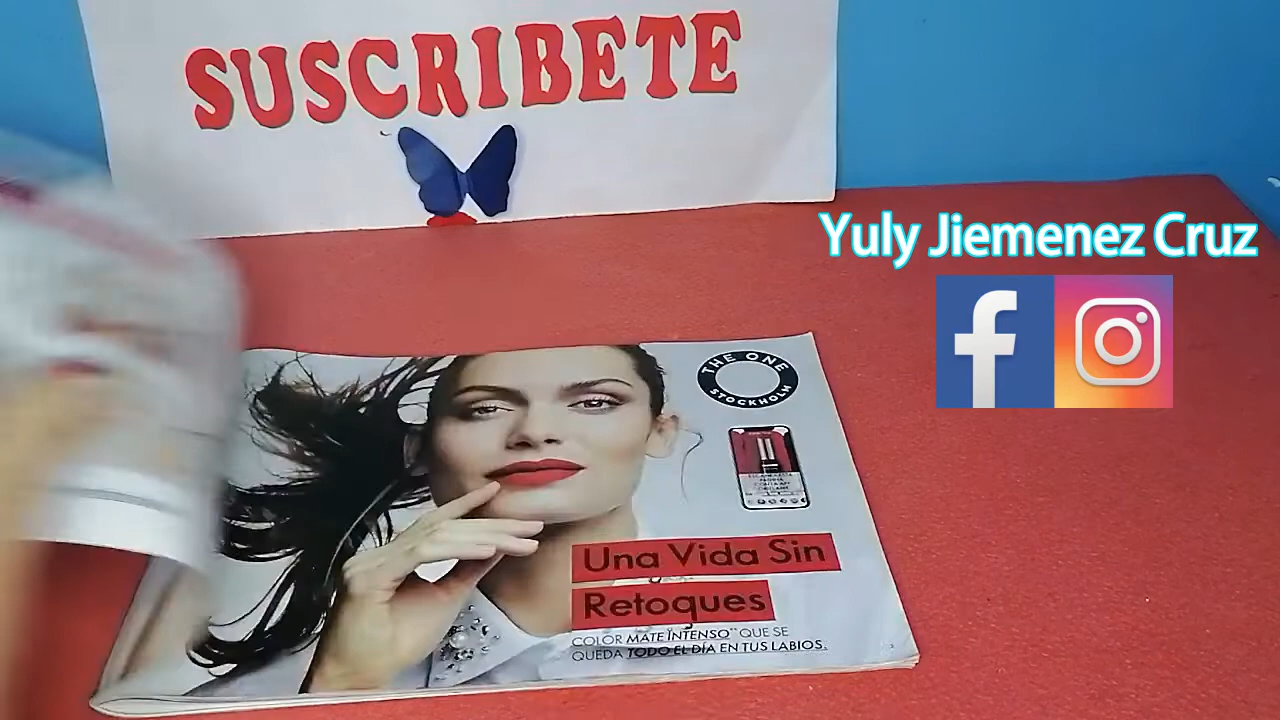 SUSCRIBETE
Yuly Jiemenez Cruz
THE ONE
STOCKHOLM
Una Vida Sin
Retoques
COLOR MATE INTENSO** QUE SE
QUEDA TODO EL DÍA EN TUS LABIOS.